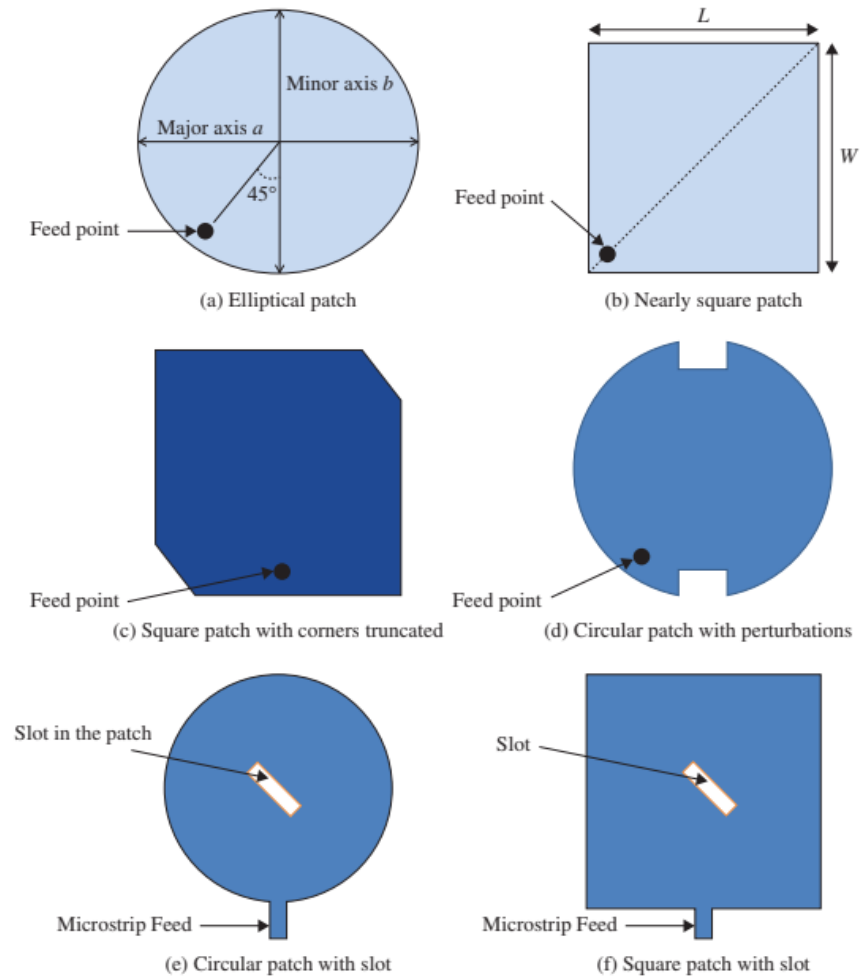 Minor axis b
Major axis a
45°
Feed point
(a) Elliptical patch
L
W
Feed point
(b) Nearly square patch
Feed point
(c) Square patch with corners truncated
Feed point
(d) Circular patch with perturbations
Slot in the patch
Microstrip Feed
(e) Circular patch with slot
Slot
Microstrip Feed
(f) Square patch with slot